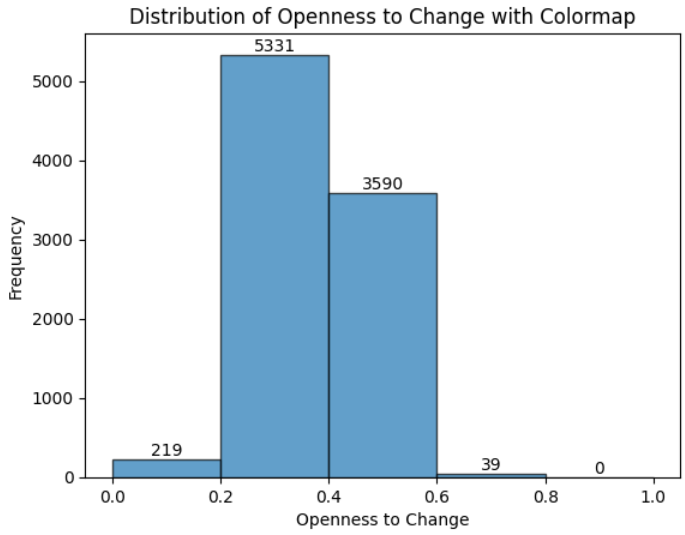 Distribution of Openness to Change with Colormap
5331
5000
4000
3590
3000
Frequency
2000
1000
219
39
0
0
0.0 0.2 0.4 0.6 0.8 1.0
Openness to Change